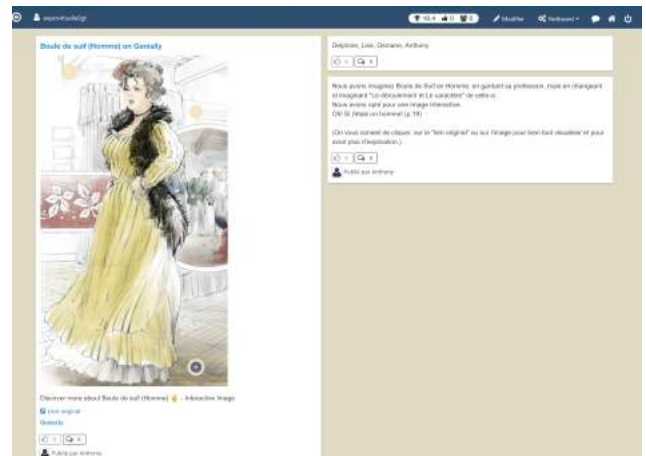 Modifier
Boule de suif (Homme) on Genially
Discover more about Boule de suif (Homme) - Interactive Image
Lien original
Genially
Publié par Anthony
Delphine, Lise, Anthony
Nous avons imaginez Boule de Suif en Homme, en gardant sa profession, mais en changeant
et imaginant "Le déroulement et Le caractère" de celle-ci.
Nous avons opté pour une image interactive.
Oh! Si j'étais un homme! (p.19)
(On vous conseil de cliquer, sur le "lien original" ou sur l'image pour bien tout visualiser et pour
avoir plus d'explication.)
Publié par Anthony